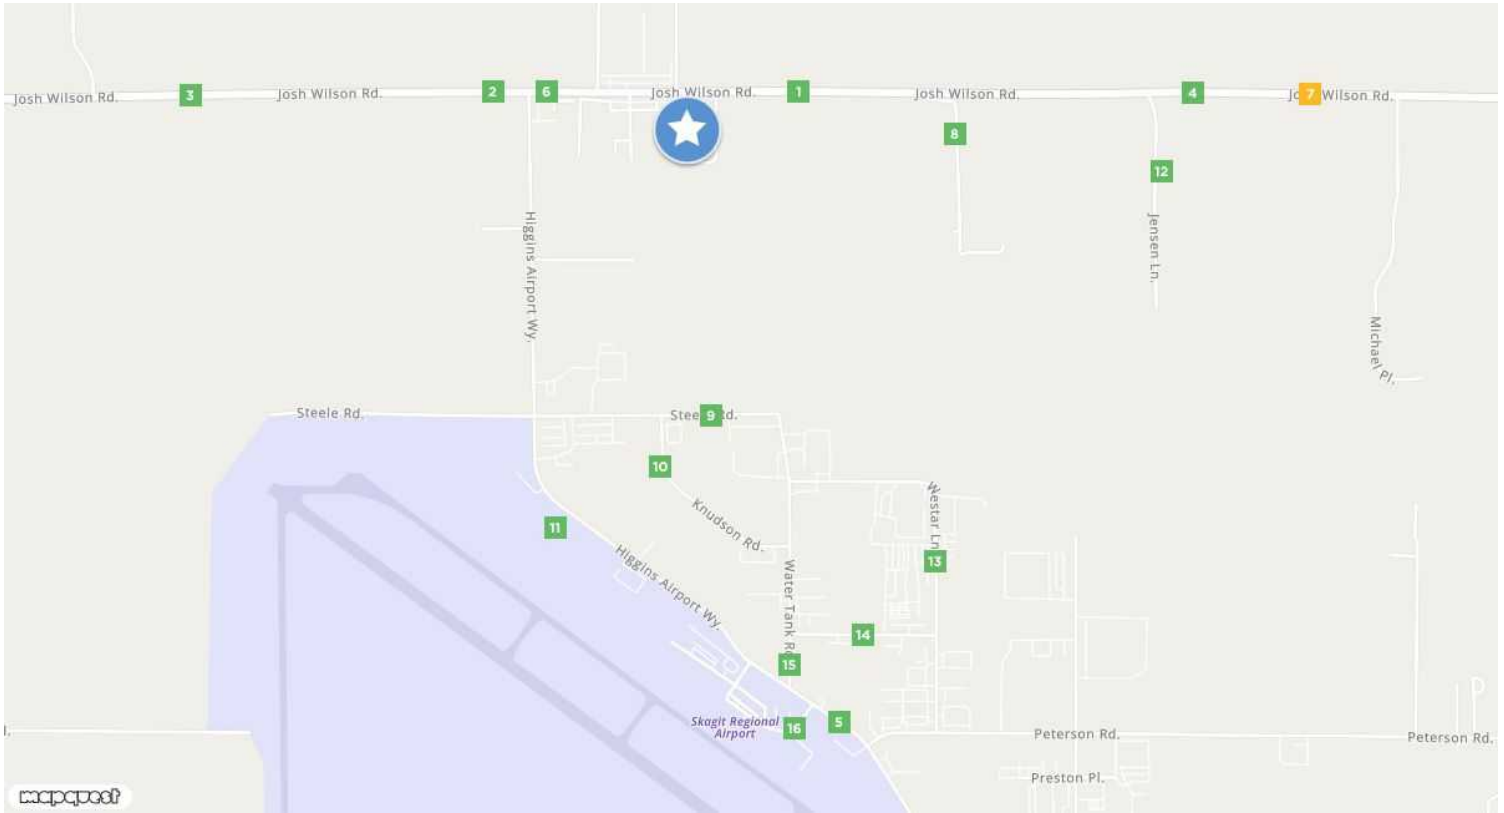 Josh Wilson Rd.
3
Josh Wilson Rd.
2
6
Josh Wilson Rd.
1
Josh Wilson Rd.
4
7
Wilson Rd.
8
12
Higgins Airport Wy.
Jensen Ln.
Michael Pl.
Steele Rd.
9
10
Knudson Rd.
Westar Ln.
11
Higgins Airport Wy.
13
Water Tank
14
15
Skagit Regional
Airport
16
5
Peterson Rd.
Peterson Rd.
Preston Pl.
mapquest